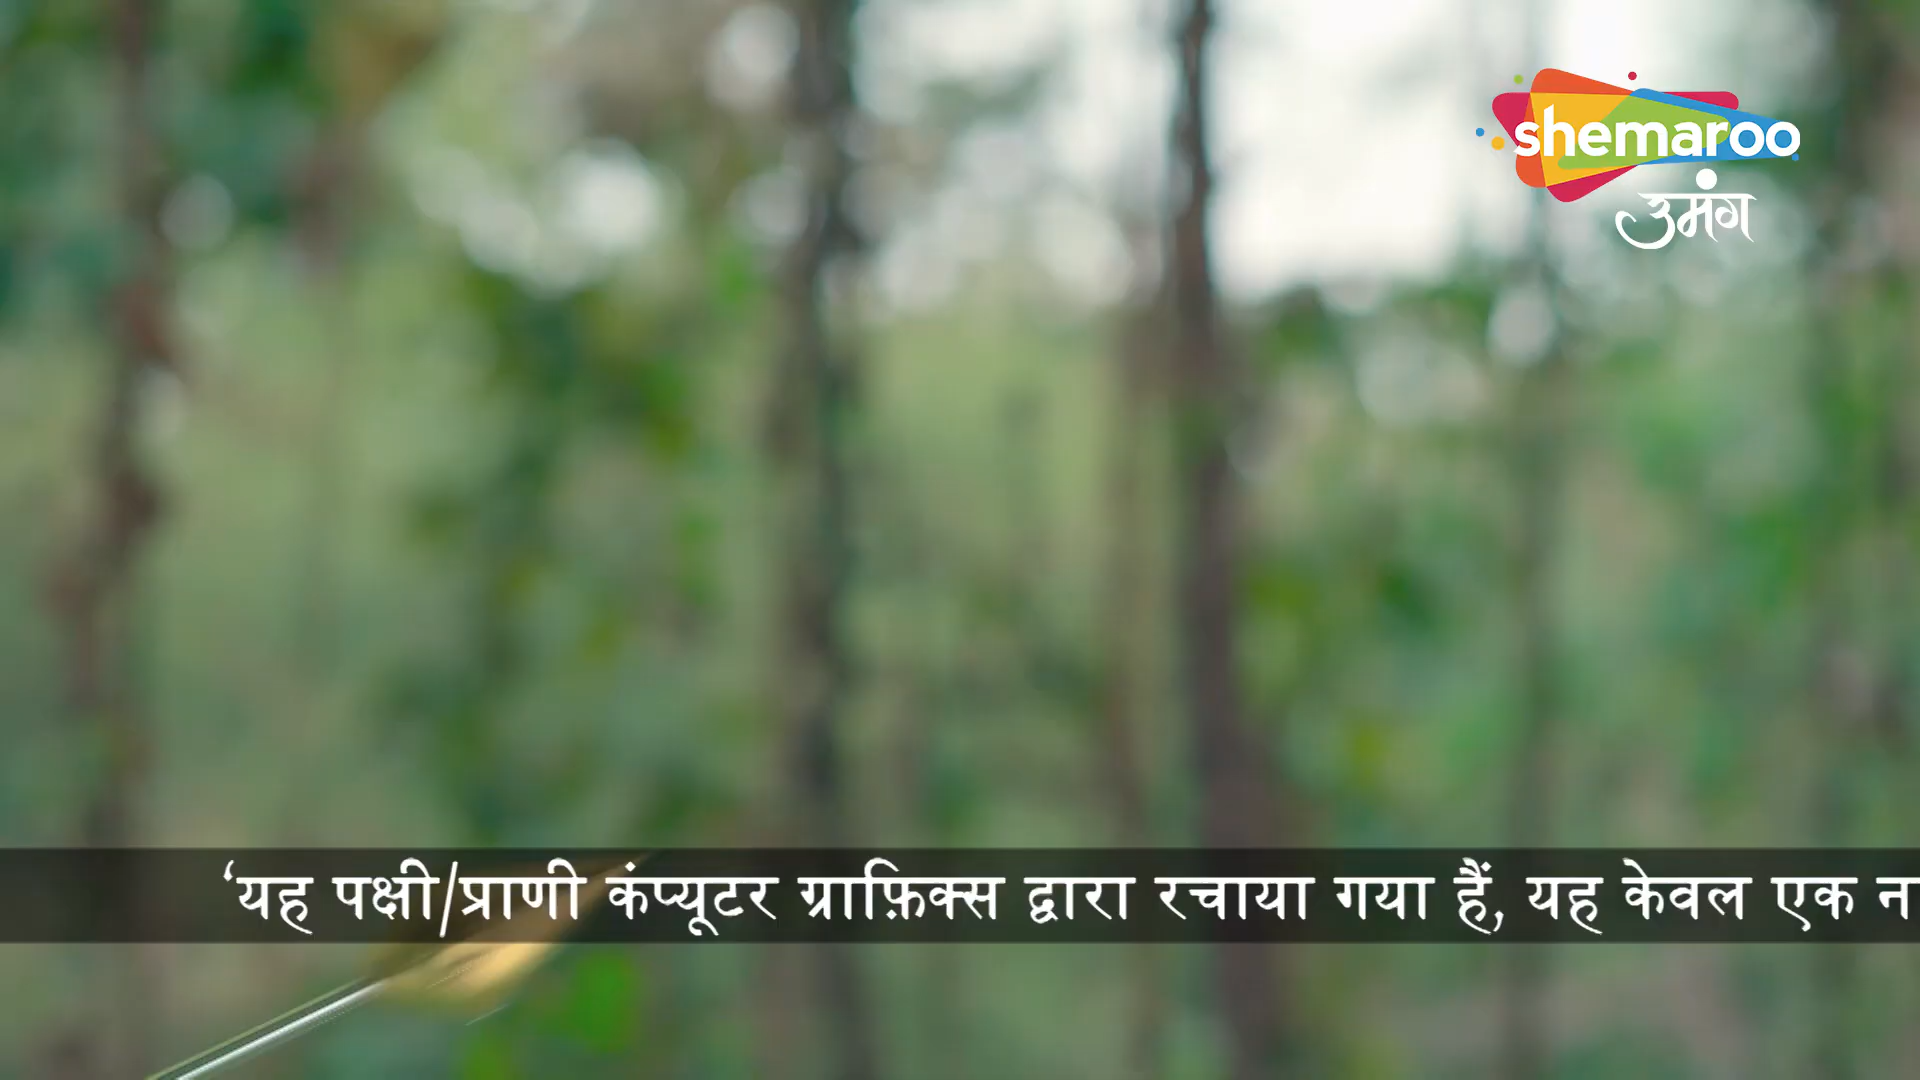 shemaroo
उमंग
‘यह पक्षी/प्राणी कंप्यूटर ग्राफ़िक्स द्वारा रचाया गया हैं, यह केवल एक